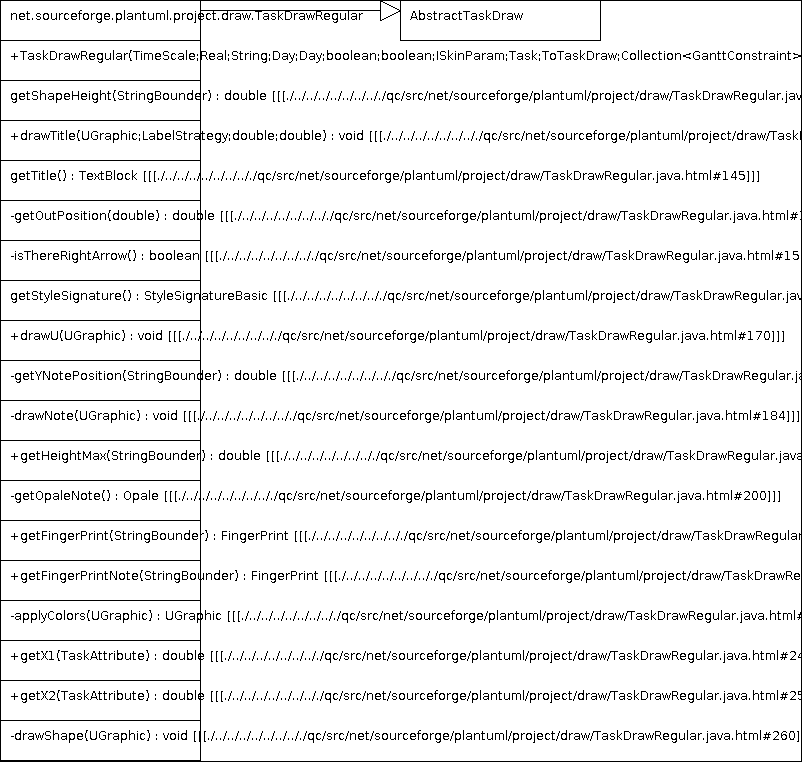 net.sourceforge.plantuml.project.draw.TaskDrawRegular
AbstractTaskDraw
+TaskDrawRegular(TimeScale;Real;String;Day;Day;boolean;boolean;ISkinParam;Task;ToTaskDraw;Collection<GanttConstraint>
getShapeHeight(StringBounder) : double [[[./../../../../../../../qc/src/net/sourceforge/plantuml/project/draw/TaskDrawRegular.jav
+drawTitle(UGraphic;LabelStrategy;double;double) : void [[[./../../../../../../../qc/src/net/sourceforge/plantuml/project/draw/Task
getTitle() : TextBlock [[[./../../../../../../../qc/src/net/sourceforge/plantuml/project/draw/TaskDrawRegular.java.html#145]]]
-getOutPosition(double) : double [[[./../../../../../../../qc/src/net/sourceforge/plantuml/project/draw/TaskDrawRegular.java.html#1
-isThereRightArrow() : boolean [[[./../../../../../../../qc/src/net/sourceforge/plantuml/project/draw/TaskDrawRegular.java.html#15
getStyleSignature() : StyleSignatureBasic [[[./../../../../../../../qc/src/net/sourceforge/plantuml/project/draw/TaskDrawRegular.jav
+drawU(UGraphic) : void [[[./../../../../../../../qc/src/net/sourceforge/plantuml/project/draw/TaskDrawRegular.java.html#170]]]
-getYNotePosition(StringBounder) : double [[[./../../../../../../../qc/src/net/sourceforge/plantuml/project/draw/TaskDrawRegular.ja
-drawNote(UGraphic) : void [[[./../../../../../../../qc/src/net/sourceforge/plantuml/project/draw/TaskDrawRegular.java.html#184]]]
+getHeightMax(StringBounder) : double [[[./../../../../../../../qc/src/net/sourceforge/plantuml/project/draw/TaskDrawRegular.java
-getOpaleNote() : Opale [[[./../../../../../../../qc/src/net/sourceforge/plantuml/project/draw/TaskDrawRegular.java.html#200]]]
+getFingerPrint(StringBounder) : FingerPrint [[[./../../../../../../../qc/src/net/sourceforge/plantuml/project/draw/TaskDrawRegular
+getFingerPrintNote(StringBounder) : FingerPrint [[[./../../../../../../../qc/src/net/sourceforge/plantuml/project/draw/TaskDrawRe
-applyColors(UGraphic) : UGraphic [[[./../../../../../../../qc/src/net/sourceforge/plantuml/project/draw/TaskDrawRegular.java.html#
+getX1(TaskAttribute) : double [[[./../../../../../../../qc/src/net/sourceforge/plantuml/project/draw/TaskDrawRegular.java.html#24
+getX2(TaskAttribute) : double [[[./../../../../../../../qc/src/net/sourceforge/plantuml/project/draw/TaskDrawRegular.java.html#25
-drawShape(UGraphic) : void [[[./../../../../../../../qc/src/net/sourceforge/plantuml/project/draw/TaskDrawRegular.java.html#260]